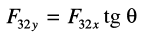 F32y = F32x tg θ